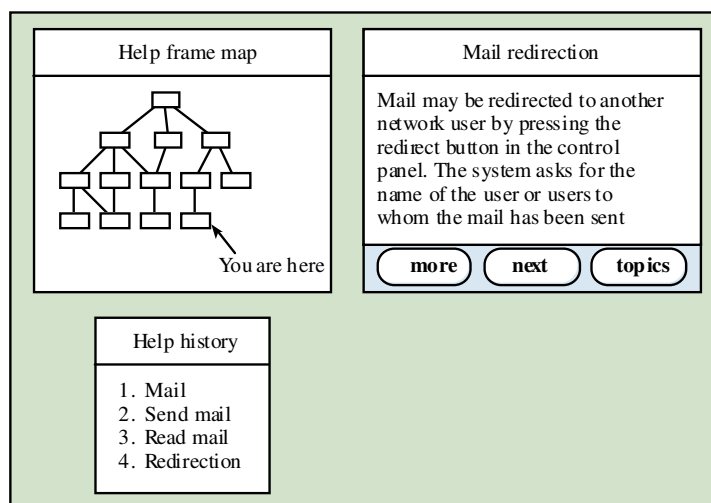 Help frame map
You are here
Mail redirection
Mail may be redirected to another
network user by pressing the
redirect button in the control
panel. The system asks for the
name of the user or users to
whom the mail has been sent
more next topics
Help history
1. Mail
2. Send mail
3. Read mail
4. Redirection